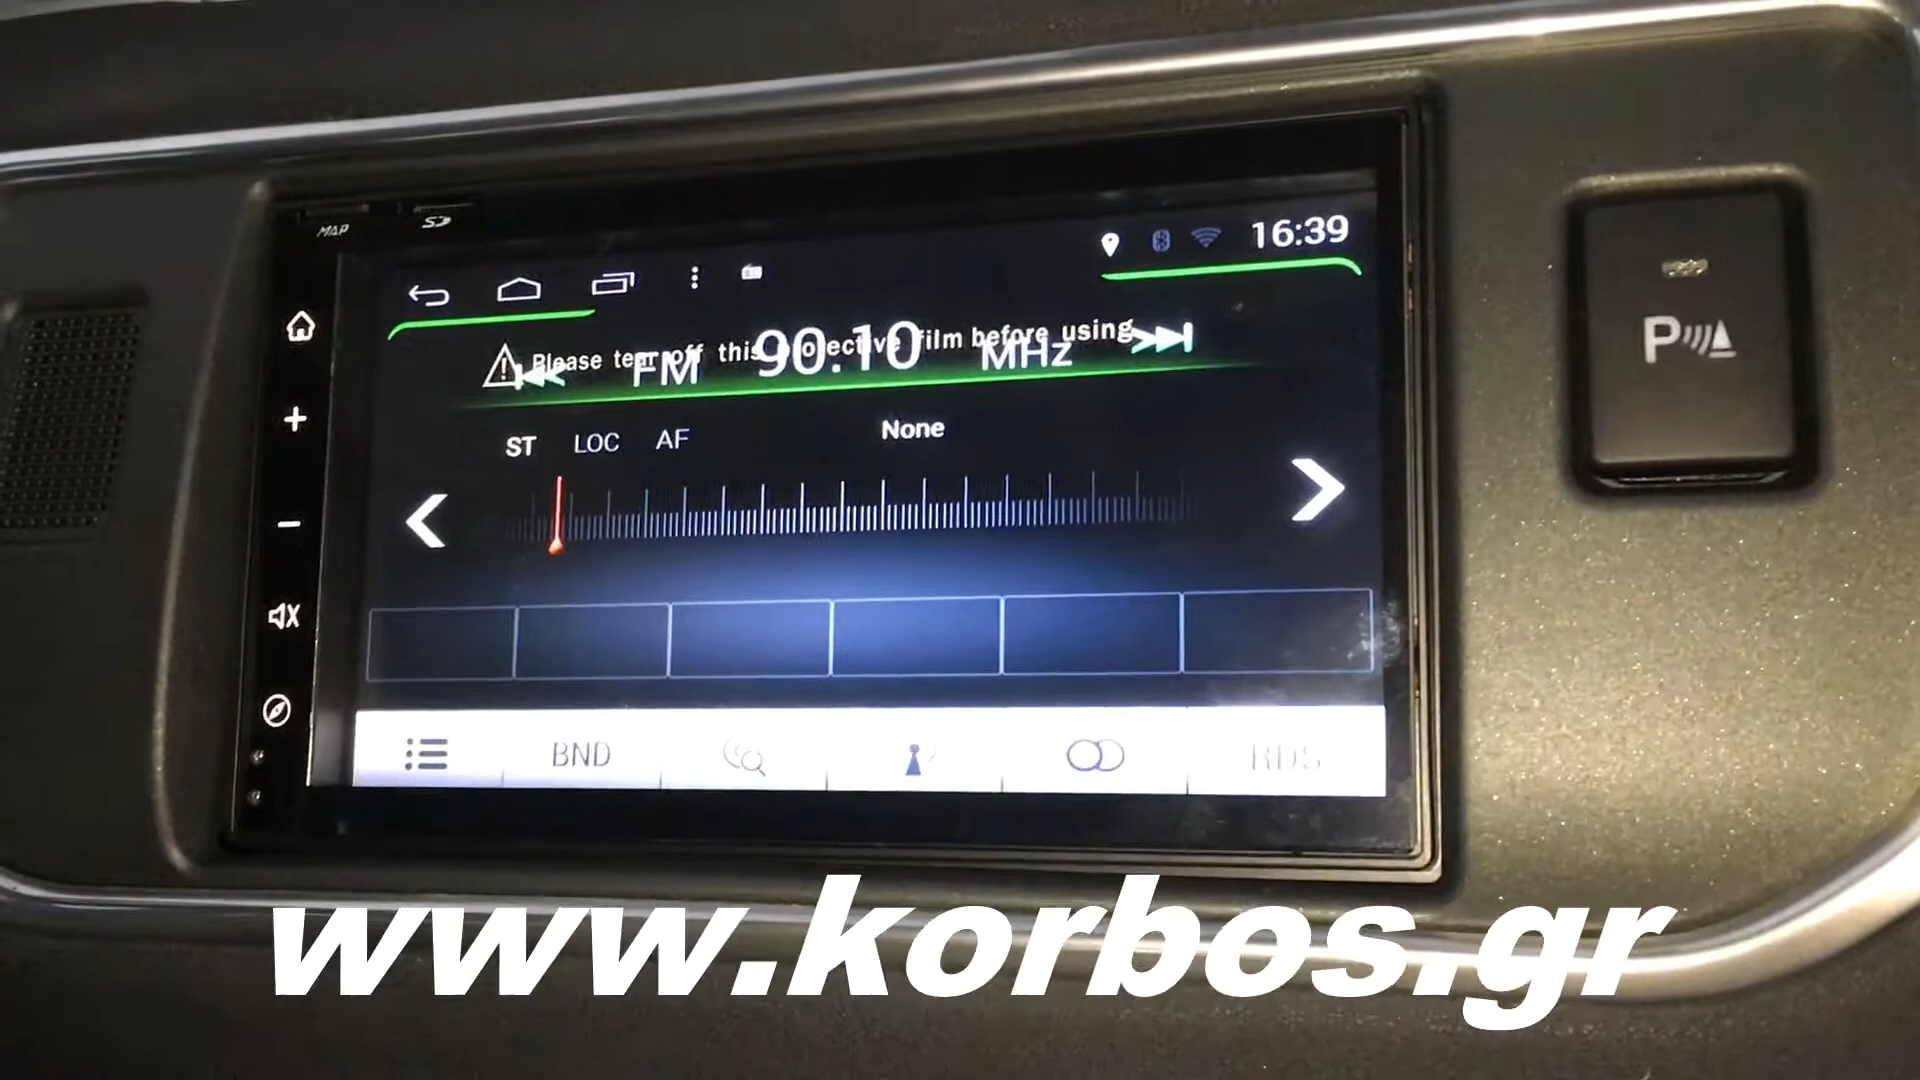 MAP
SD
16:39
Please tear off this protective film before using
FM 90.10 MHz
ST LOC AF None
BND
RDS
P
www.korbos.gr